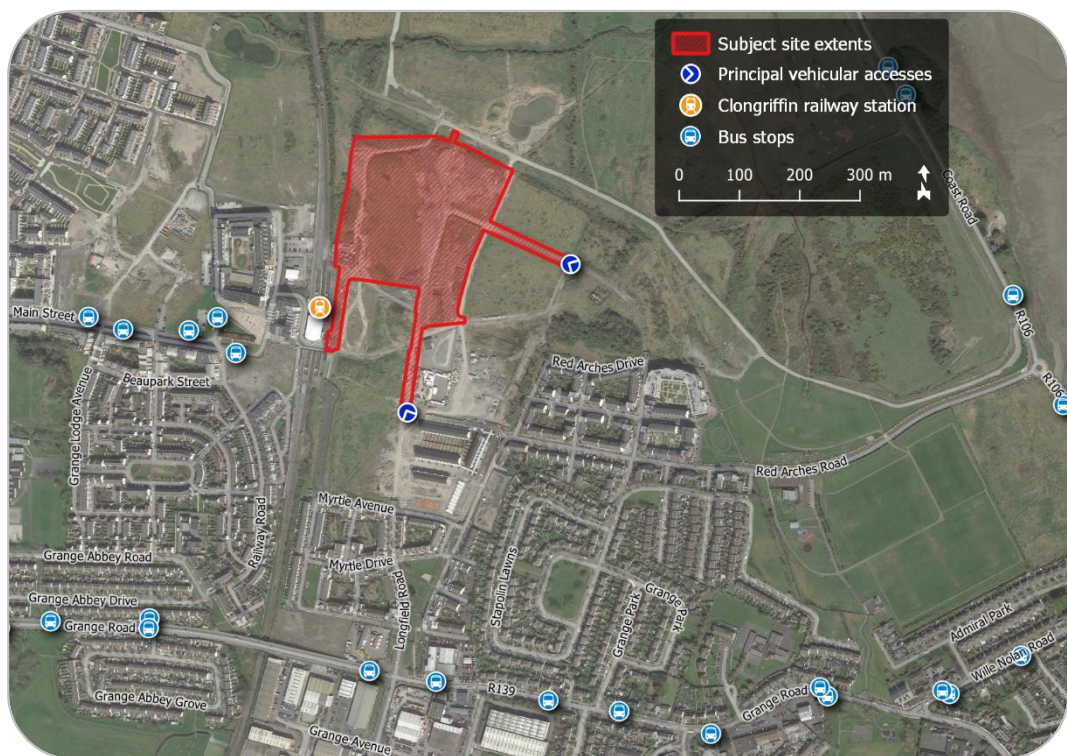 Subject site extents
Principal vehicular accesses
Clongriffin railway station
Bus stops
0 100 200 300 m
Coast Road
R106
R106
Main Street
Beaupark Street
Grange Lodge Avenue
Railway Road
Red Arches Drive
Red Arches Road
Myrtle Avenue
Myrtle Drive
Longfield Road
Stapolin Lawns
Grange Park
Grange Park
Grange Abbey Road
Grange Abbey Drive
Grange Road
Grange Abbey Grove
R139
Grange Avenue
Grange Road
Admiral Park
Wille Nolan Road